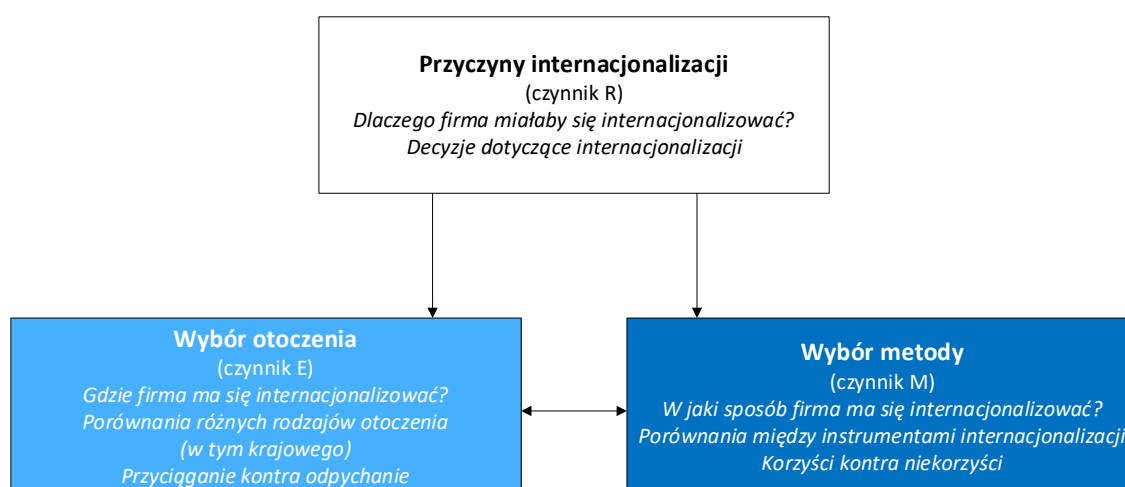 Przyczyny internacjonalizacji
(czynnik R)
Dlaczego firma miałaby się internacjonalizować?
Decyzje dotyczące internacjonalizacji
Wybór otoczenia
(czynnik E)
Gdzie firma ma się internacjonalizować?
Porównania różnych rodzajów otoczenia
(w tym krajowego)
Przyciąganie kontra odpychanie
Wybór metody
(czynnik M)
W jaki sposób firma ma się internacjonalizować?
Porównania między instrumentami internacjonalizacji
Korzyści kontra niekorzyści